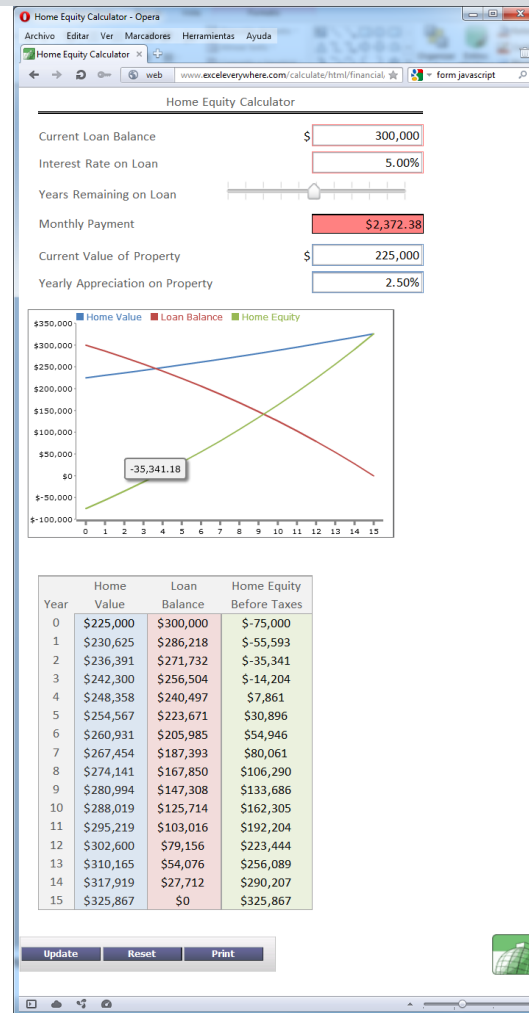 Home Equity Calculator - Opera
Archivo Editar Ver Marcadores Herramientas Ayuda
Home Equity Calculator
web www.exceleverywhere.com/calculate/html/financial, form javascript
Home Equity Calculator
Current Loan Balance $ 300,000
Interest Rate on Loan 5.00%
Years Remaining on Loan
Monthly Payment $2,372.38
Current Value of Property $ 225,000
Yearly Appreciation on Property 2.50%
Home Value Loan Balance Home Equity
$350,000
$300,000
$250,000
$200,000
$150,000
$100,000
$50,000
-35,341.18
$0
$-50,000
$-100,000
0 1 2 3 4 5 6 7 8 9 10 11 12 13 14 15
Home Loan Home Equity
Year Value Balance Before Taxes
0 $225,000 $300,000 $-75,000
1 $230,625 $286,218 $-55,593
2 $236,391 $271,732 $-35,341
3 $242,300 $256,504 $-14,204
4 $248,358 $240,497 $7,861
5 $254,567 $223,671 $30,896
6 $260,931 $205,985 $54,946
7 $267,454 $187,393 $80,061
8 $274,141 $167,850 $106,290
9 $280,994 $147,308 $133,686
10 $288,019 $125,714 $162,305
11 $295,219 $103,016 $192,204
12 $302,600 $79,156 $223,444
13 $310,165 $54,076 $256,089
14 $317,919 $27,712 $290,207
15 $325,867 $0 $325,867
Update Reset Print